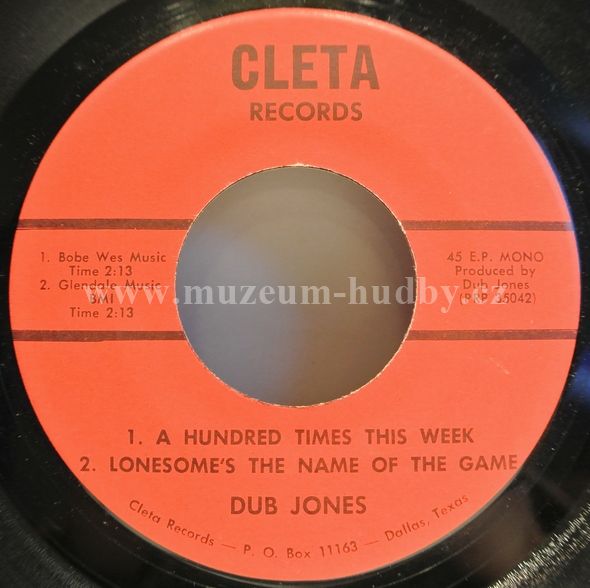 CLETA
RECORDS
1. Bobe Wes Music
Time 2:13
2. Glendale Music
BMI
Time 2:13
45 E.P. MONO
Produced by
Dub Jones
(PRP 35042)
www.muzeum-hudby.cz
1. A HUNDRED TIMES THIS WEEK
2. LONESOME'S THE NAME OF THE GAME
DUB JONES
Cleta Records — P. O. Box 11163 — Dallas, Texas